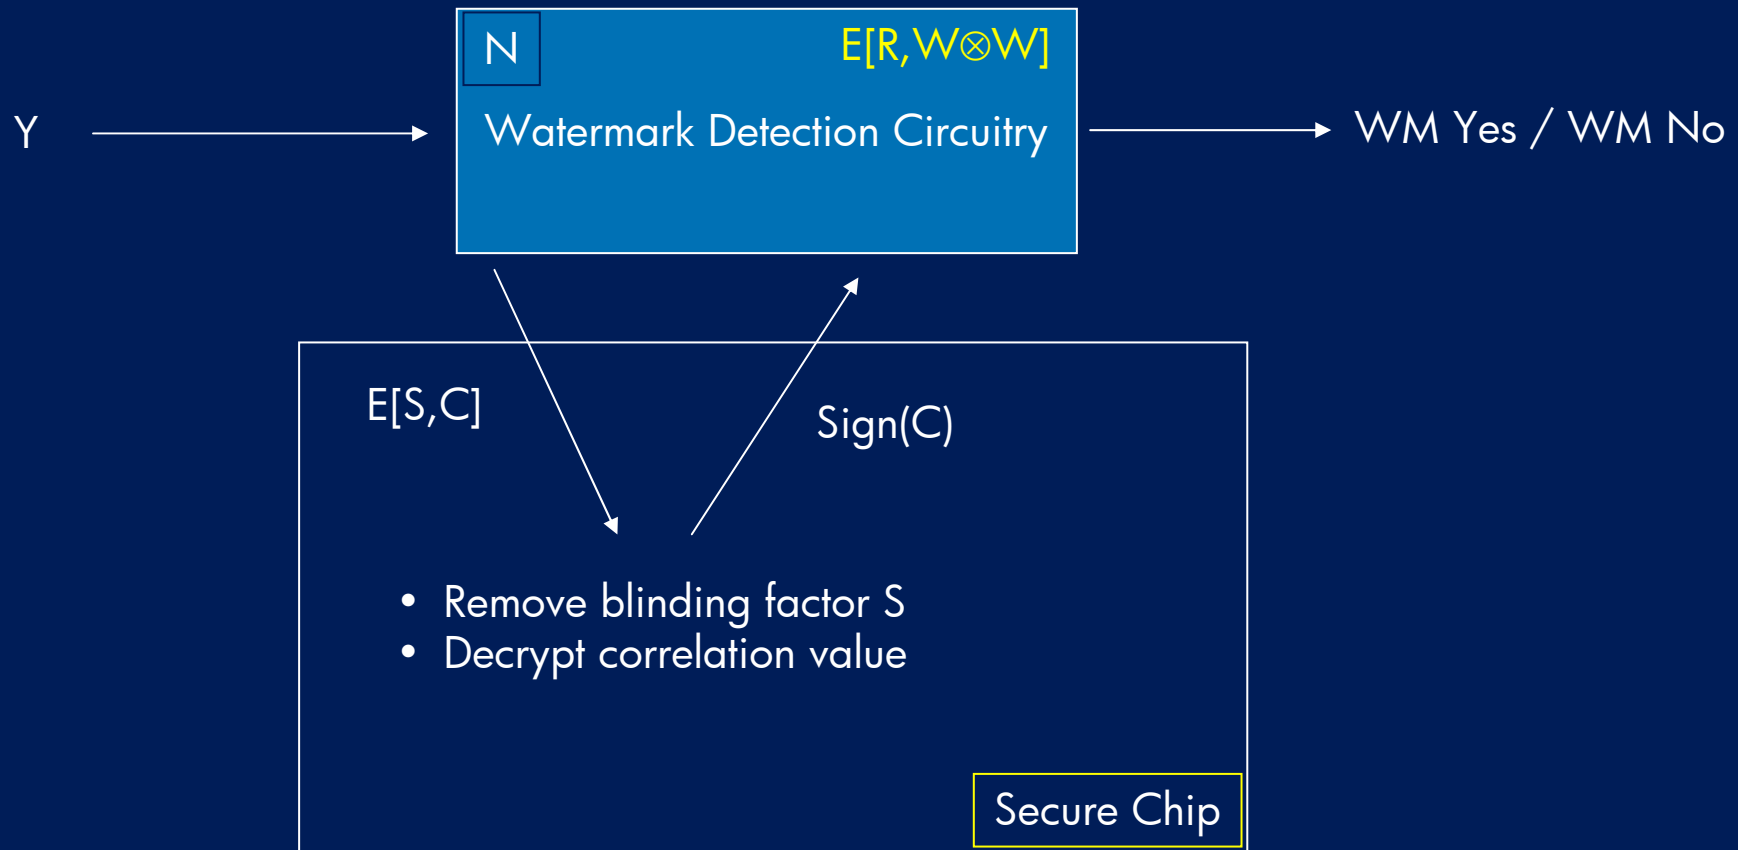 N
E[R,W⊗W]
Y
Watermark Detection Circuitry
WM Yes / WM No
E[S,C]
Sign(C)
• Remove blinding factor S
• Decrypt correlation value
Secure Chip